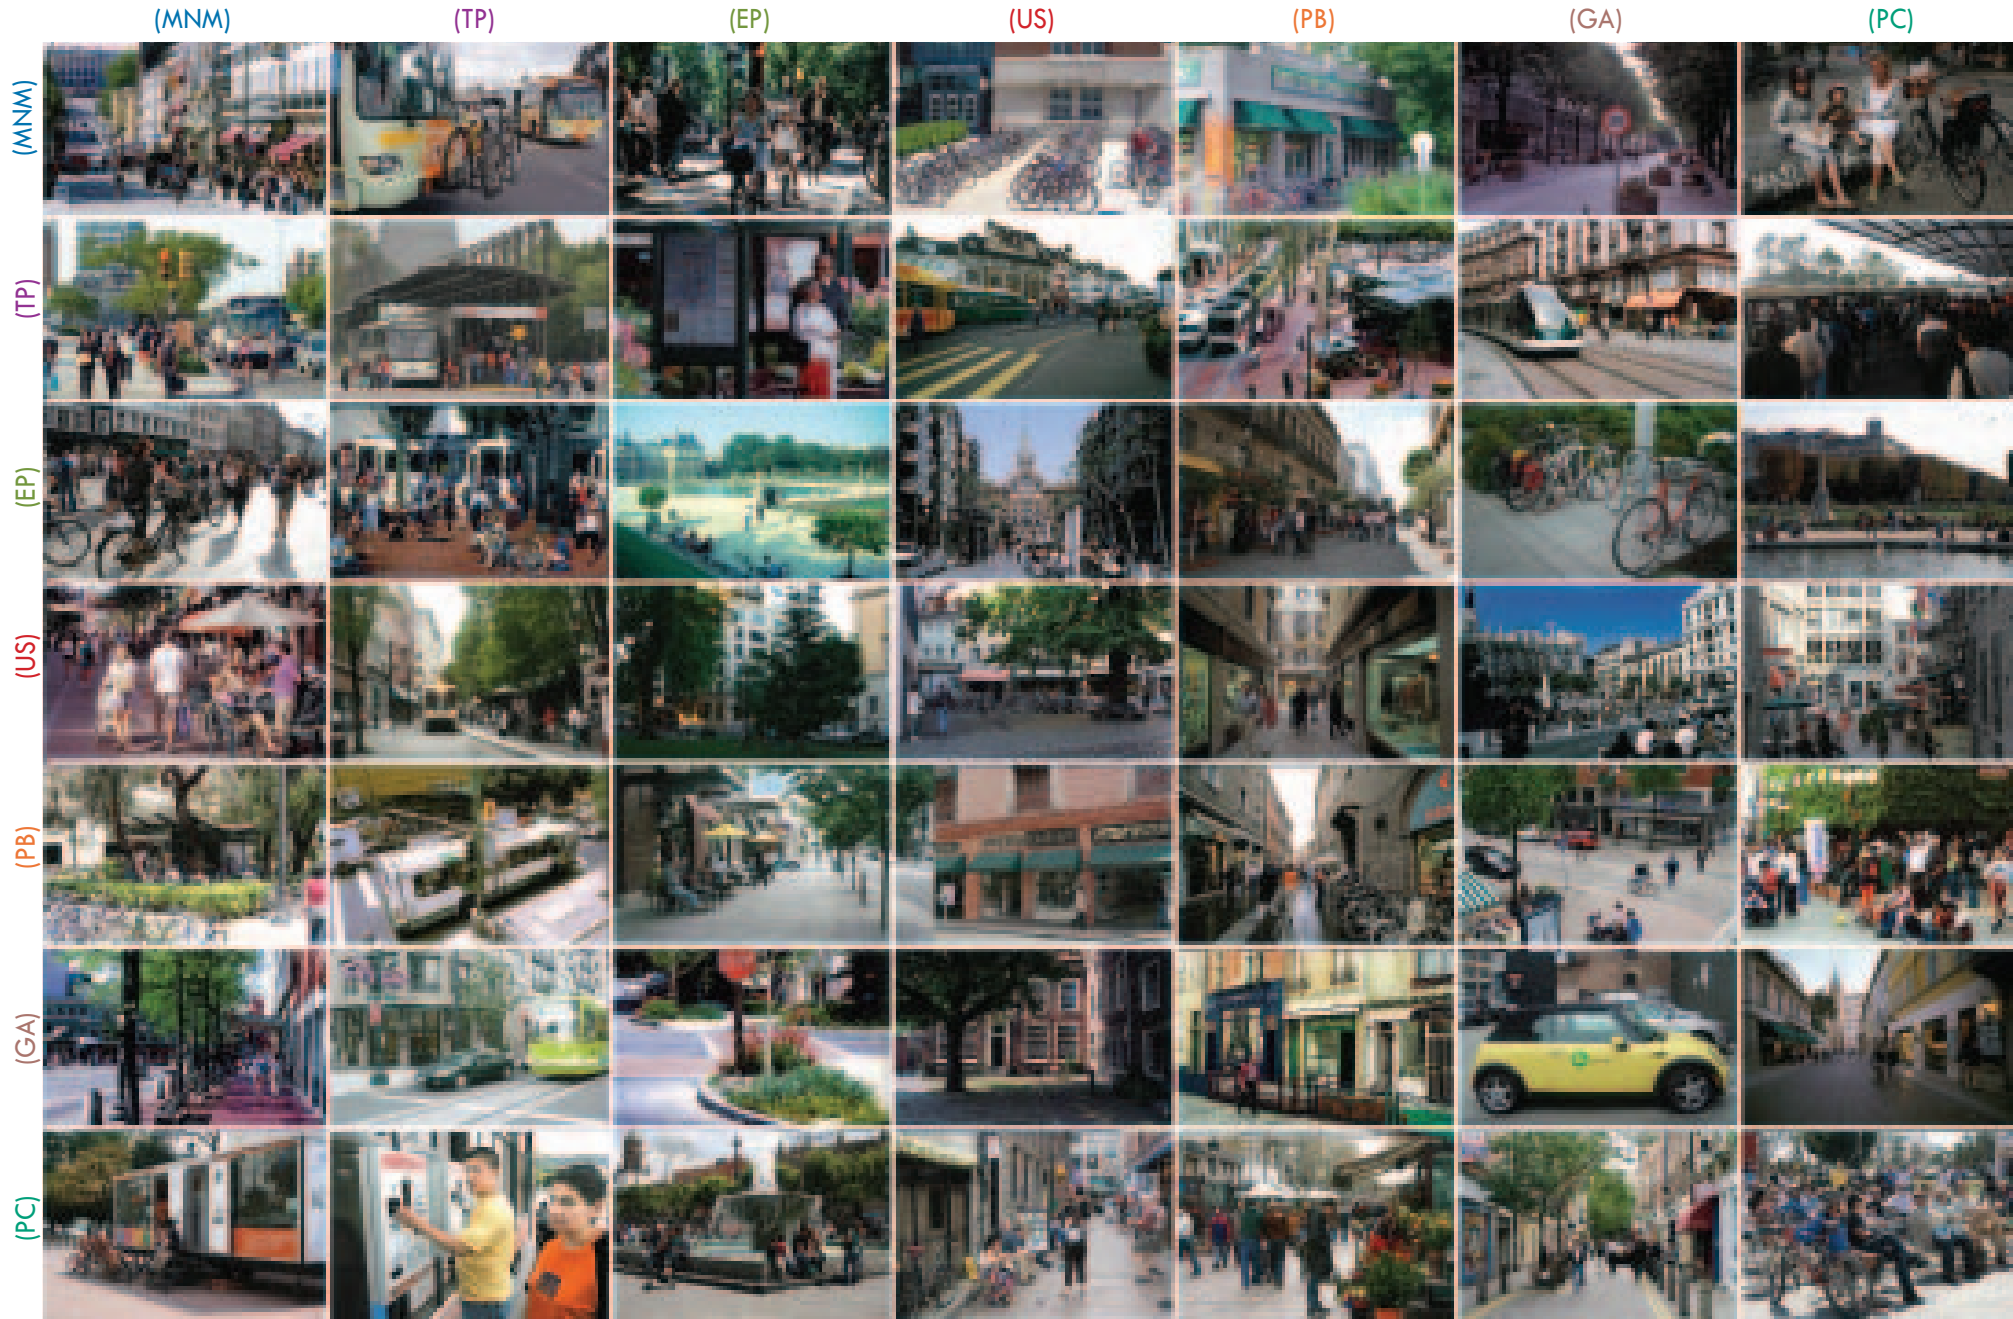 (MNM) (TP) (EP) (US) (PB) (GA) (PC)
(MNM)
(TP)
(EP)
(US)
(PB)
(GA)
(PC)